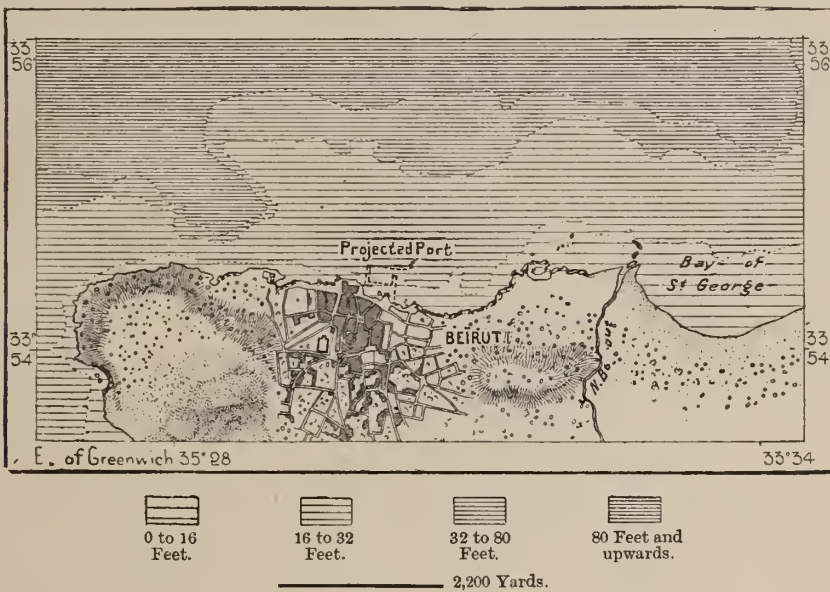 33
56'
33
56'
Projected Port
Bay of
St George
BEIRUT
33
54
33
54
E. of Greenwich 35°28
33°34
0 to 16
Feet.
16 to 32
Feet.
32 to 80
Feet.
80 Feet and
upwards.
2,200 Yards.